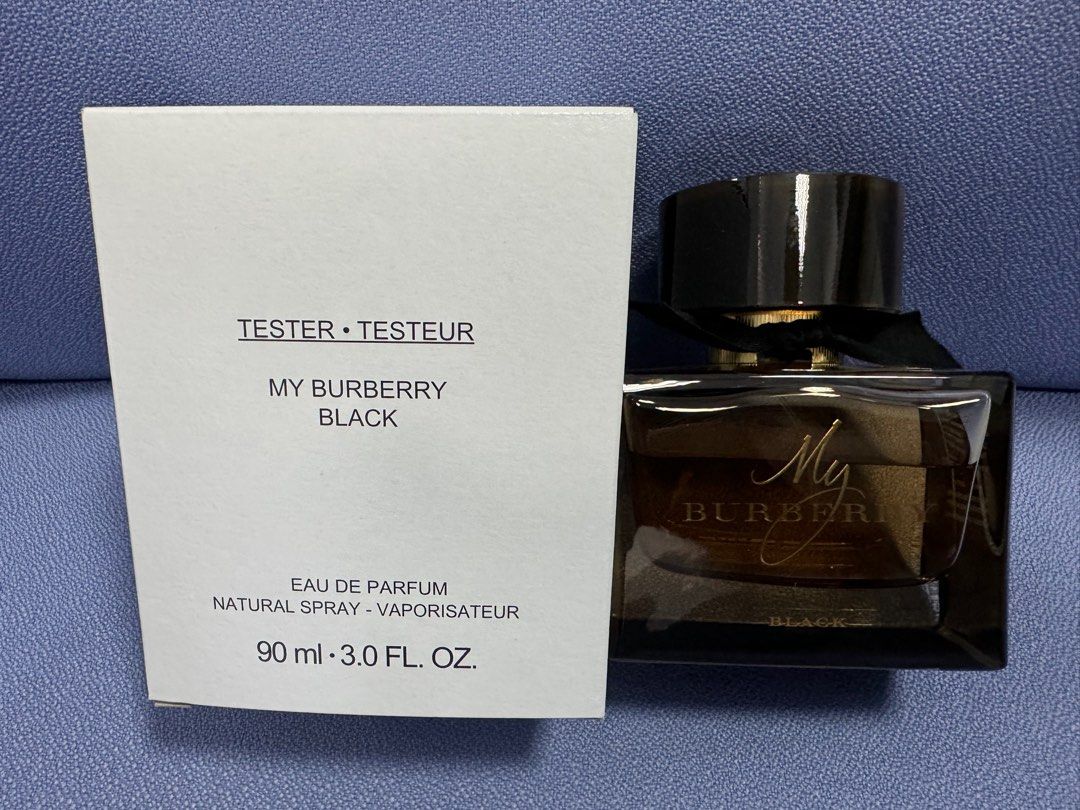 TESTER • TESTEUR
MY BURBERRY
BLACK
EAU DE PARFUM
NATURAL SPRAY - VAPORISATEUR
90 ml • 3.0 FL. OZ.
My
BURBERRY
BLACK